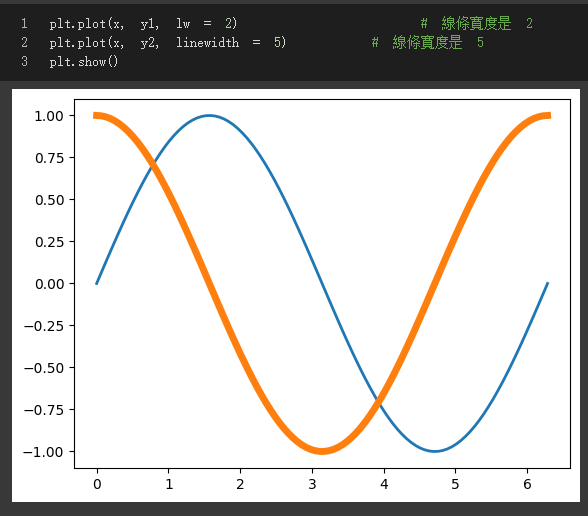 1 plt.plot(x, y1, lw = 2) # 線條寬度是 2
2 plt.plot(x, y2, linewidth = 5) # 線條寬度是 5
3 plt.show()
1.00
0.75
0.50
0.25
0.00
−0.25
−0.50
−0.75
−1.00
0 1 2 3 4 5 6